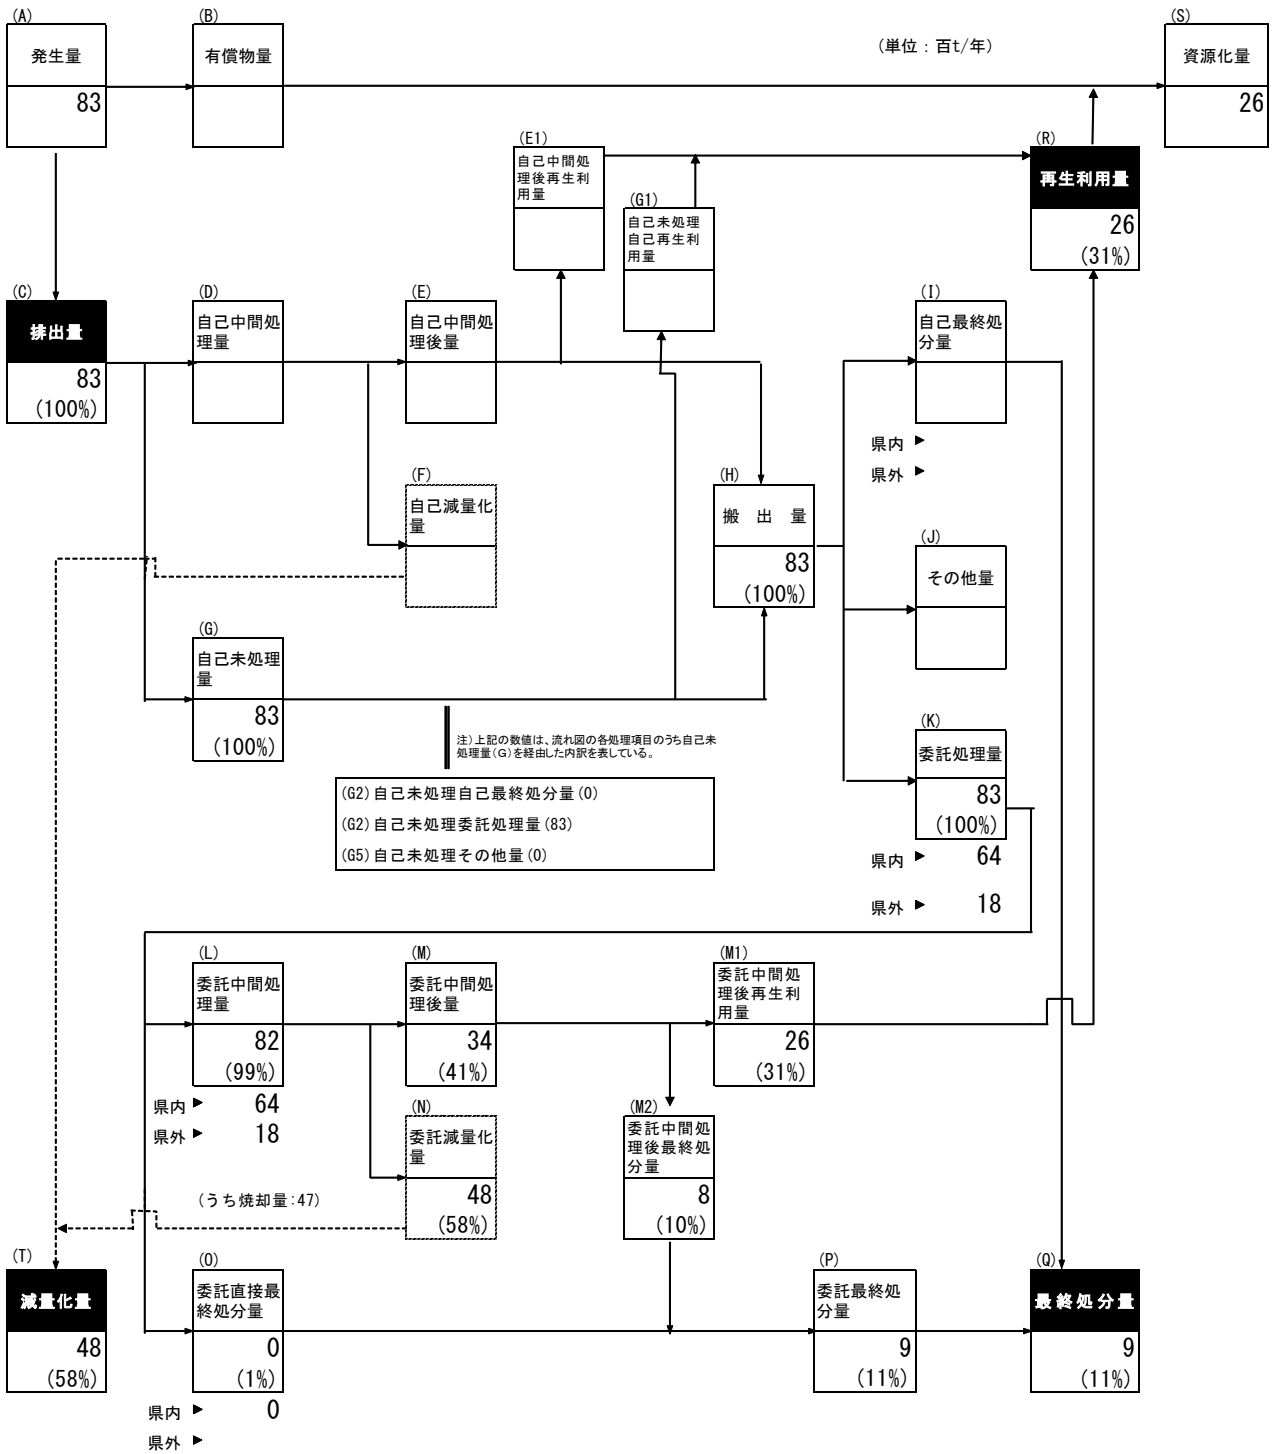 (A)
発生量
83
(B)
有償物量
(単位：百t/年)
(S)
資源化量
26
(E1)
自己中間処
理後再生利
用量
(G1)
自己未処理
自己再生利
用量
(R)
再生利用量
26
(31%)
(C)
排出量
83
(100%)
(D)
自己中間処
理量
(E)
自己中間処
理後量
(I)
自己最終処
分量
県内 ▶
県外 ▶
(F)
自己減量化
量
(H)
搬 出 量
83
(100%)
(J)
その他量
(G)
自己未処理
量
83
(100%)
注)上記の数値は、流れ図の各処理項目のうち自己未
処理量(G)を経由した内訳を表している。
(G2)自己未処理自己最終処分量(0)
(G2)自己未処理委託処理量(83)
(G5)自己未処理その他量(0)
(K)
委託処理量
83
(100%)
県内 ▶ 64
県外 ▶ 18
(L)
委託中間処
理量
82
(99%)
県内 ▶ 64
県外 ▶ 18
(M)
委託中間処
理後量
34
(41%)
(M1)
委託中間処
理後再生利
用量
26
(31%)
(N)
委託減量化
量
48
(58%)
(うち焼却量:47)
(M2)
委託中間処
理後最終処
分量
8
(10%)
(T)
減量化量
48
(58%)
(O)
委託直接最
終処分量
0
(1%)
県内 ▶ 0
県外 ▶
(P)
委託最終処
分量
9
(11%)
(Q)
最終処分量
9
(11%)